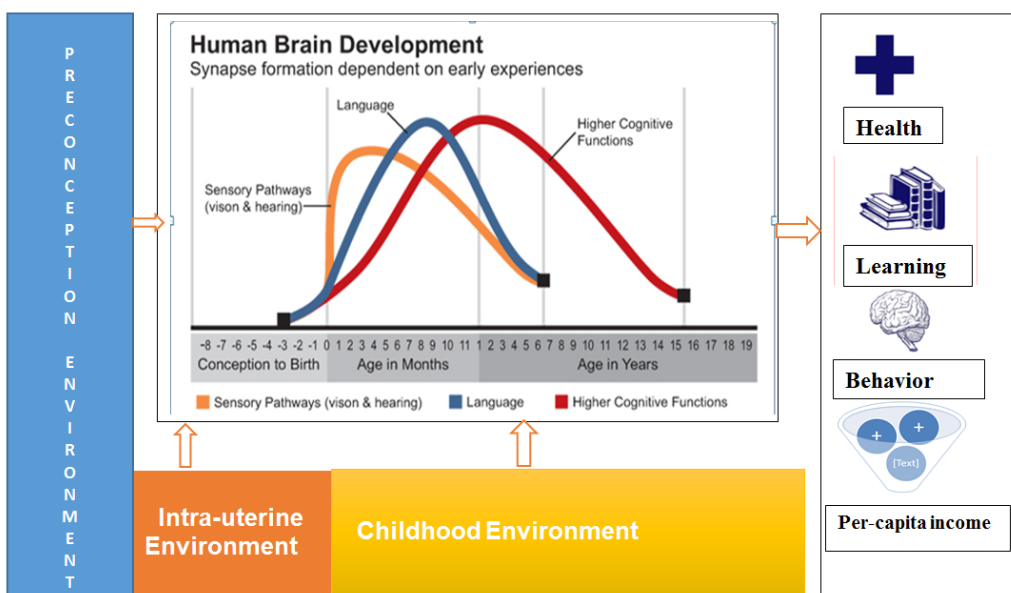 PRECONCEPTION ENVIRONMENT
Human Brain Development
Synapse formation dependent on early experiences
Language
Higher Cognitive
Functions
Sensory Pathways
(vison & hearing)
-8 -7 -6 -5 -4 -3 -2 -1 0 1 2 3 4 5 6 7 8 9 10 11 1 2 3 4 5 6 7 8 9 10 11 12 13 14 15 16 17 18 19
Conception to Birth Age in Months Age in Years
Sensory Pathways (vison & hearing) Language Higher Cognitive Functions
Intra-uterine
Environment
Childhood Environment
Health
Learning
Behavior
+ +
[Text]
Per-capita income